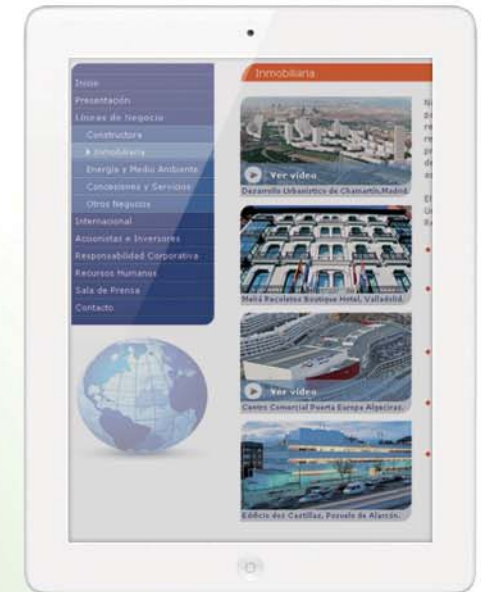 Inicio
Presentación
Líneas de Negocio
Constructora
Inmobiliaria
Energía y Medio Ambiente
Concesiones y Servicios
Otros Negocios
Internacional
Accionistas e Inversores
Responsabilidad Corporativa
Recursos Humanos
Sala de Prensa
Contacto
Inmobiliaria
Ver vídeo
Desarrollo Urbanístico de Chamartín.Madrid.
Meliá Recoletos Boutique Hotel, Valladolid.
Ver vídeo
Centro Comercial Puerta Europa Algeciras.
Edificio dos Castillas, Pozuelo de Alarcón.